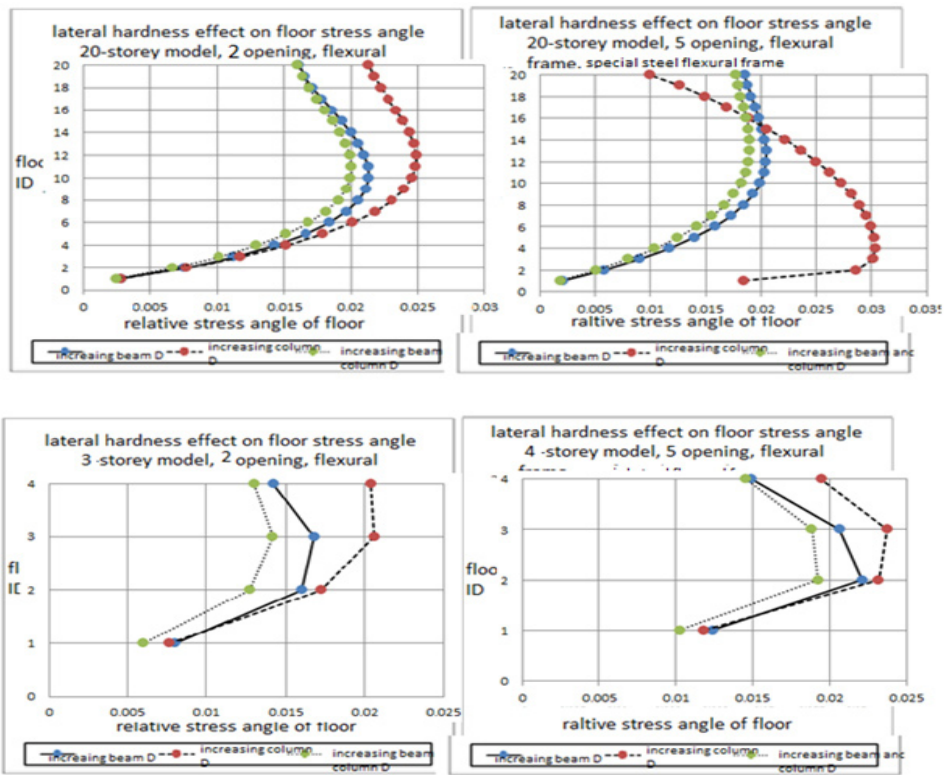 lateral hardness effect on floor stress angle
20-storey model, 2 opening, flexural
20
18
16
14
12
10
8
6
4
2
0
floo
ID
0 0.005 0.01 0.015 0.02 0.025 0.03
relative stress angle of floor
increaing beam D
increasing column
D
increasing beam
column D
lateral hardness effect on floor stress angle
20-storey model, 5 opening, flexural
frame, special steel flexural frame
20
18
16
14
12
10
8
6
4
2
0
floo
ID
0 0.005 0.01 0.015 0.02 0.025 0.03 0.035
raltive stress angle of floor
increaing beam D
increasing column
D
increasing beam anc
column D
lateral hardness effect on floor stress angle
3 -storey model, 2 opening, flexural
4
3
2
1
0
fl
ID
0 0.005 0.01 0.015 0.02 0.025
relative stress angle of floor
increaing beam D
increasing column
D
increasing beam
column D
lateral hardness effect on floor stress angle
4 -storey model, 5 opening, flexural
4
3
2
1
0
floo
ID
0 0.005 0.01 0.015 0.02 0.025
raltive stress angle of floor
increaing beam D
increasing column
D
increasing beam anc
column D